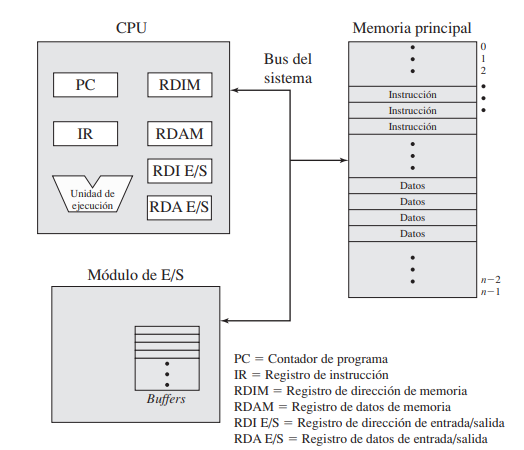 CPU
Memoria principal
Bus del
sistema
0
1
2
PC
RDIM
Instrucción
Instrucción
IR
RDAM
Instrucción
RDI E/S
Unidad de
ejecución
RDA E/S
Datos
Datos
Datos
Datos
n−2
n−1
Módulo de E/S
Buffers
PC = Contador de programa
IR = Registro de instrucción
RDIM = Registro de dirección de memoria
RDAM = Registro de datos de memoria
RDI E/S = Registro de dirección de entrada/salida
RDA E/S = Registro de datos de entrada/salida